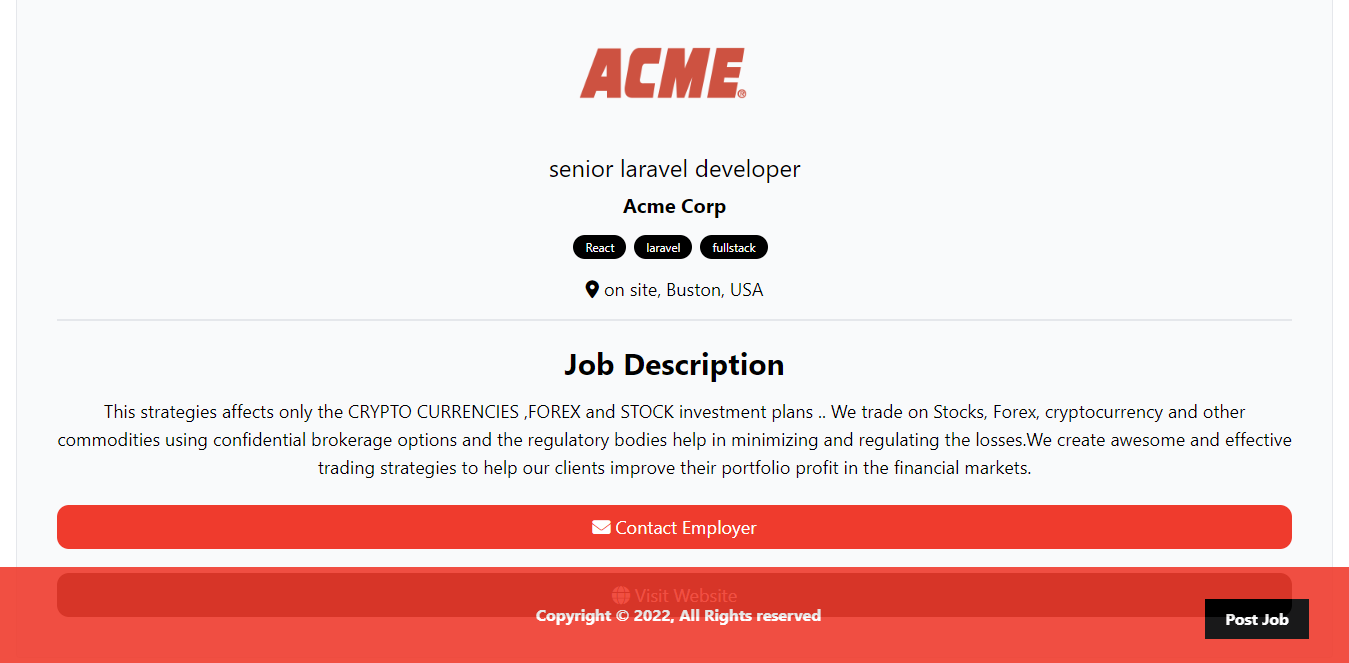 ACME®
senior laravel developer
Acme Corp
React laravel fullstack
on site, Buston, USA
Job Description
This strategies affects only the CRYPTO CURRENCIES ,FOREX and STOCK investment plans .. We trade on Stocks, Forex, cryptocurrency and other
commodities using confidential brokerage options and the regulatory bodies help in minimizing and regulating the losses.We create awesome and effective
trading strategies to help our clients improve their portfolio profit in the financial markets.
Contact Employer
Visit Website
Copyright © 2022, All Rights reserved
Post Job